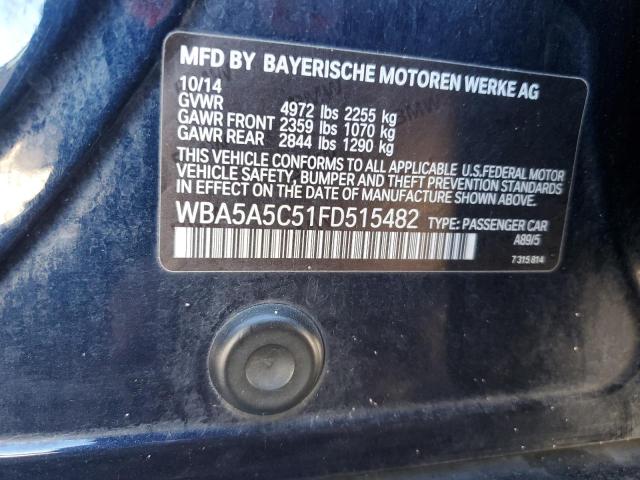 MFD BY BAYERISCHE MOTOREN WERKE AG
10/14
GVWR 4972 lbs 2255 kg
GAWR FRONT 2359 lbs 1070 kg
GAWR REAR 2844 lbs 1290 kg
THIS VEHICLE CONFORMS TO ALL APPLICABLE U.S.FEDERAL MOTOR
VEHICLE SAFETY, BUMPER AND THEFT PREVENTION STANDARDS
IN EFFECT ON THE DATE OF MANUFACTURE SHOWN ABOVE.
WBA5A5C51FD515482 TYPE: PASSENGER CAR
A89/5
7 315 814